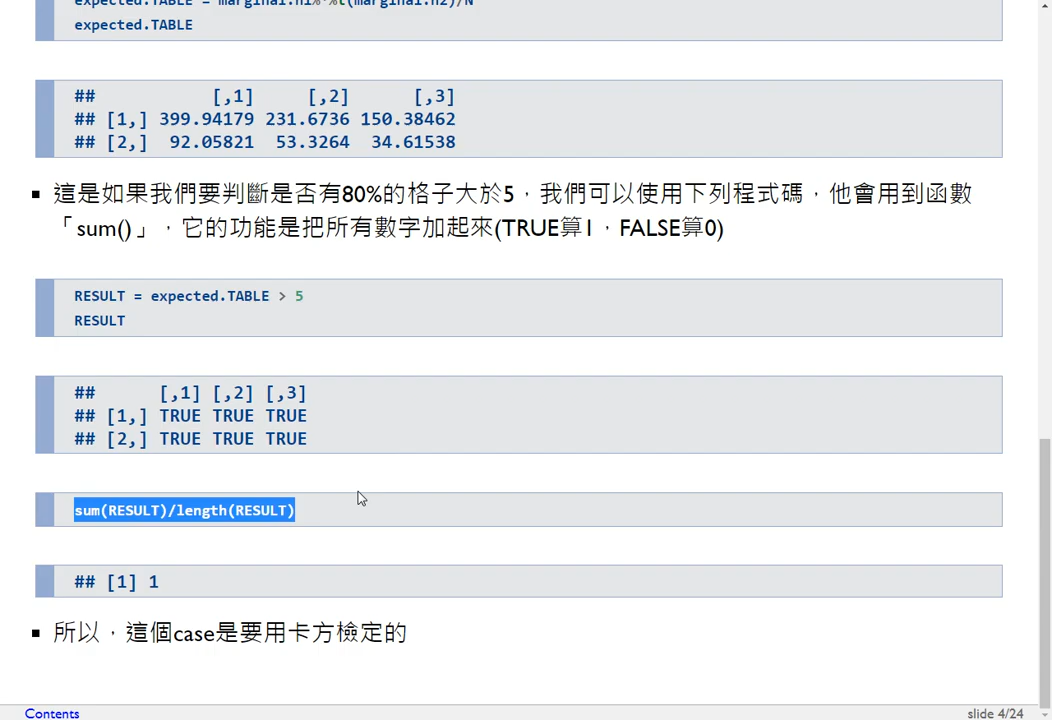 expected.TABLE = marginal.n1%*%t(marginal.n2)/N
expected.TABLE
## [,1] [,2] [,3]
## [1,] 399.94179 231.6736 150.38462
## [2,] 92.05821 53.3264 34.61538
這是如果我們要判斷是否有80%的格子大於5，我們可以使用下列程式碼，他會用到函數
「sum()」，它的功能是把所有數字加起來(TRUE算1，FALSE算0)
RESULT = expected.TABLE > 5
RESULT
## [,1] [,2] [,3]
## [1,] TRUE TRUE TRUE
## [2,] TRUE TRUE TRUE
sum(RESULT)/length(RESULT)
## [1] 1
所以，這個case是要用卡方檢定的
Contents
slide 4/24